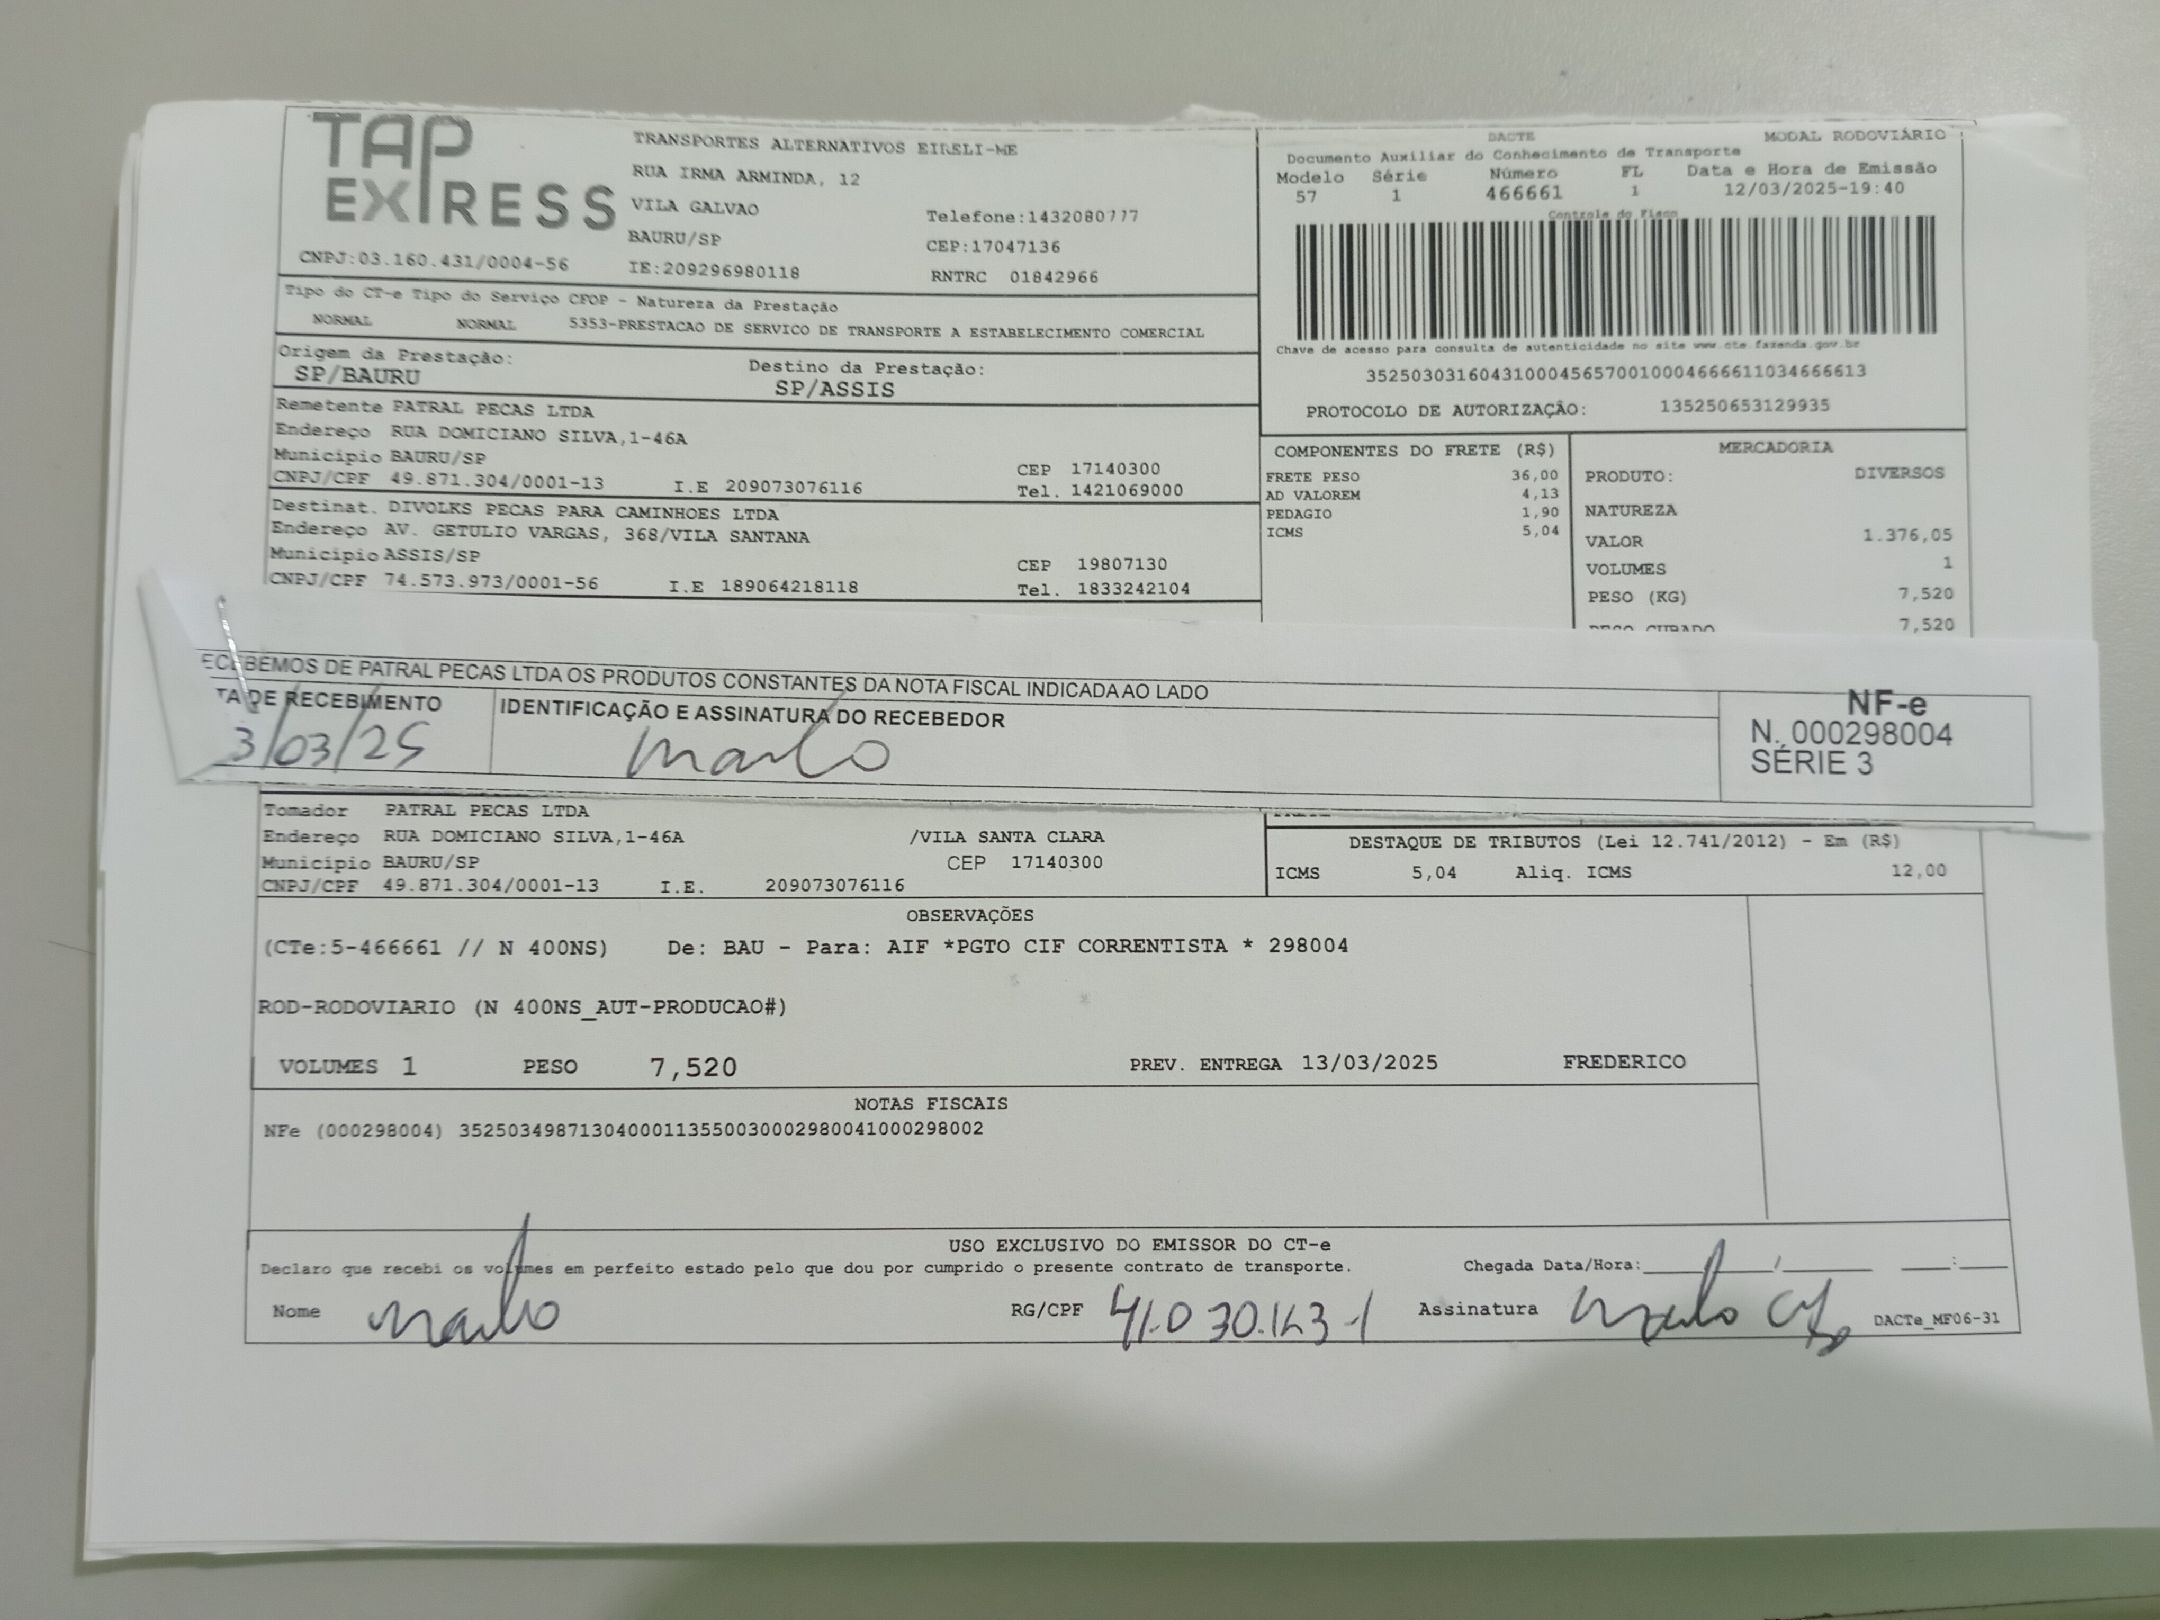 TAP
EXPRESS
CNPJ:03.160.431/0004-56
TRANSPORTES ALTERNATIVOS EIRELI-ME
RUA IRMA ARMINDA, 12
VILA GALVAO
BAURU/SP
IE:209296980118
Telefone:1432080777
CEP:17047136
RNTRC 01842966
DACTE MODAL RODOVIÁRIO
Documento Auxiliar do Conhecimento de Transporte
Modelo Série Número FL Data e Hora de Emissão
57 1 466661 1 12/03/2025-19:40
Controle do Fisco
Chave de acesso para consulta de autenticidade no site www.cte.fazenda.gov.br
35250303160431000456570010004666611034666613
PROTOCOLO DE AUTORIZAÇÃO: 135250653129935
Tipo do CT-e Tipo do Serviço CFOP - Natureza da Prestação
NORMAL NORMAL 5353-PRESTACAO DE SERVICO DE TRANSPORTE A ESTABELECIMENTO COMERCIAL
Origem da Prestação: Destino da Prestação:
SP/BAURU SP/ASSIS
Remetente PATRAL PECAS LTDA
Endereço RUA DOMICIANO SILVA,1-46A
Município BAURU/SP CEP 17140300
CNPJ/CPF 49.871.304/0001-13 I.E 209073076116 Tel. 1421069000
Destinat. DIVOLKS PECAS PARA CAMINHOES LTDA
Endereço AV. GETULIO VARGAS, 368/VILA SANTANA
Município ASSIS/SP CEP 19807130
CNPJ/CPF 74.573.973/0001-56 I.E 189064218118 Tel. 1833242104
COMPONENTES DO FRETE (R$)
FRETE PESO 36,00
AD VALOREM 4,13
PEDAGIO 1,90
ICMS 5,04
MERCADORIA
PRODUTO: DIVERSOS
NATUREZA
VALOR 1.376,05
VOLUMES 1
PESO (KG) 7,520
PESO CUBADO 7,520
ECEBEMOS DE PATRAL PECAS LTDA OS PRODUTOS CONSTANTES DA NOTA FISCAL INDICADA AO LADO
TA DE RECEBIMENTO IDENTIFICAÇÃO E ASSINATURA DO RECEBEDOR
3/03/25
NF-e
N. 000298004
SÉRIE 3
Tomador PATRAL PECAS LTDA
Endereço RUA DOMICIANO SILVA,1-46A /VILA SANTA CLARA
Município BAURU/SP CEP 17140300
CNPJ/CPF 49.871.304/0001-13 I.E. 209073076116
DESTAQUE DE TRIBUTOS (Lei 12.741/2012) - Em (R$)
ICMS 5,04 Aliq. ICMS 12,00
OBSERVAÇÕES
(CTe:5-466661 // N 400NS) De: BAU - Para: AIF *PGTO CIF CORRENTISTA * 298004
ROD-RODOVIARIO (N 400NS_AUT-PRODUCAO#)
VOLUMES 1 PESO 7,520 PREV. ENTREGA 13/03/2025 FREDERICO
NOTAS FISCAIS
NFe (000298004) 35250349871304000113550030002980041000298002
USO EXCLUSIVO DO EMISSOR DO CT-e
Declaro que recebi os volumes em perfeito estado pelo que dou por cumprido o presente contrato de transporte. Chegada Data/Hora:
Nome RG/CPF Assinatura DACTe_MF06-31